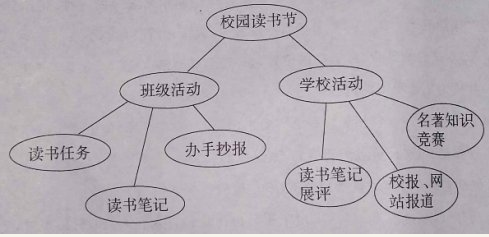 校园读书节
班级活动
学校活动
读书任务
读书笔记
办手抄报
读书笔记
展评
校报、网
站报道
名著知识
竞赛